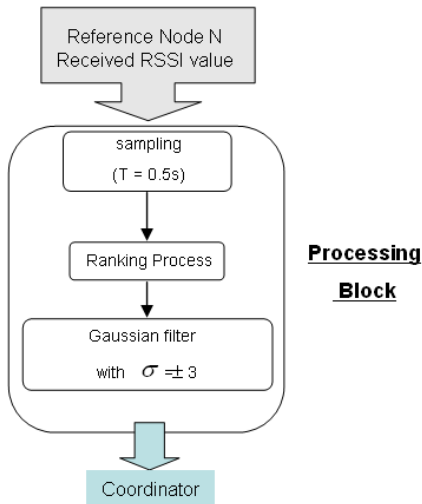 Reference Node N
Received RSSI value
sampling
(T = 0.5s)
Ranking Process
Gaussian filter
with σ =± 3
Processing
Block
Coordinator